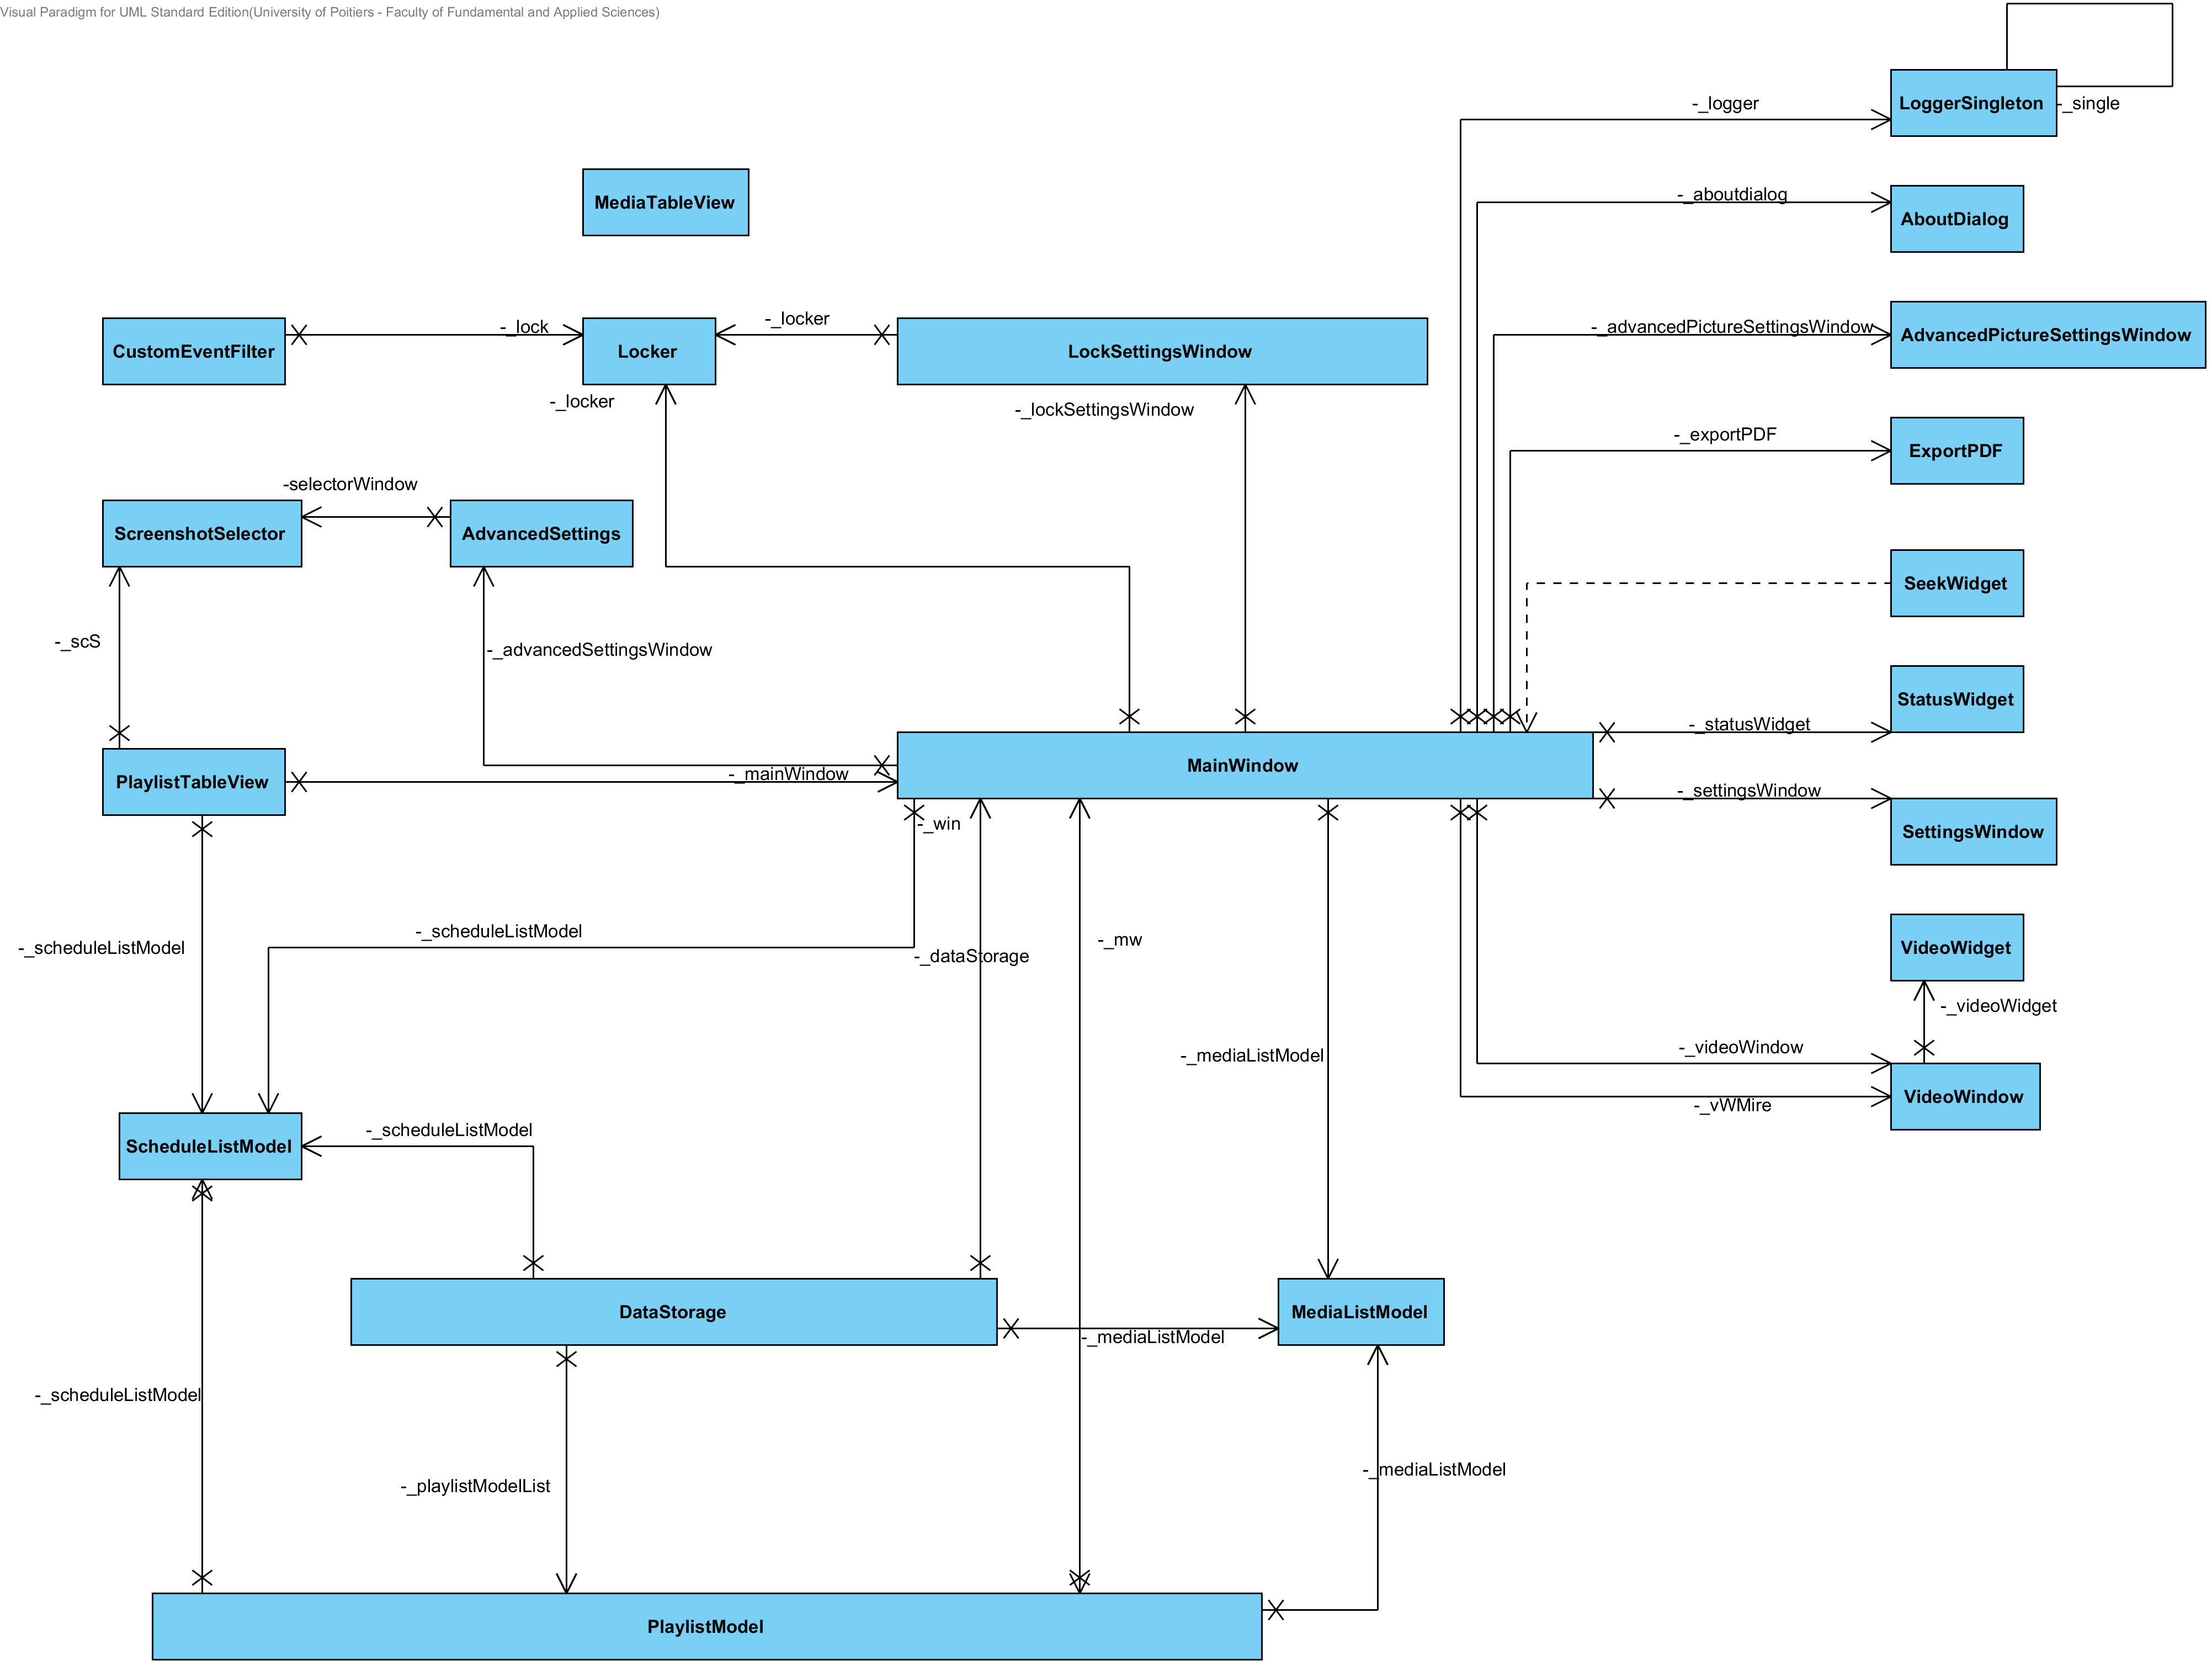 Visual Paradigm for UML Standard Edition(University of Poitiers - Faculty of Fundamental and Applied Sciences)
-_logger
LoggerSingleton
-_single
MediaTableView
-_aboutdialog
AboutDialog
CustomEventFilter
-_lock
Locker
-_locker
LockSettingsWindow
-_advancedPictureSettingsWindow
AdvancedPictureSettingsWindow
-_locker
-_lockSettingsWindow
-_exportPDF
ExportPDF
-selectorWindow
ScreenshotSelector
AdvancedSettings
SeekWidget
-_scS
-_advancedSettingsWindow
StatusWidget
-_statusWidget
PlaylistTableView
-_mainWindow
MainWindow
-_settingsWindow
SettingsWindow
-_win
-_scheduleListModel
-_scheduleListModel
-_dataStorage
-_mw
VideoWidget
-_videoWidget
-_mediaListModel
-_videoWindow
VideoWindow
-_vWMire
ScheduleListModel
-_scheduleListModel
DataStorage
-_mediaListModel
MediaListModel
-_scheduleListModel
-_playlistModelList
-_mediaListModel
PlaylistModel